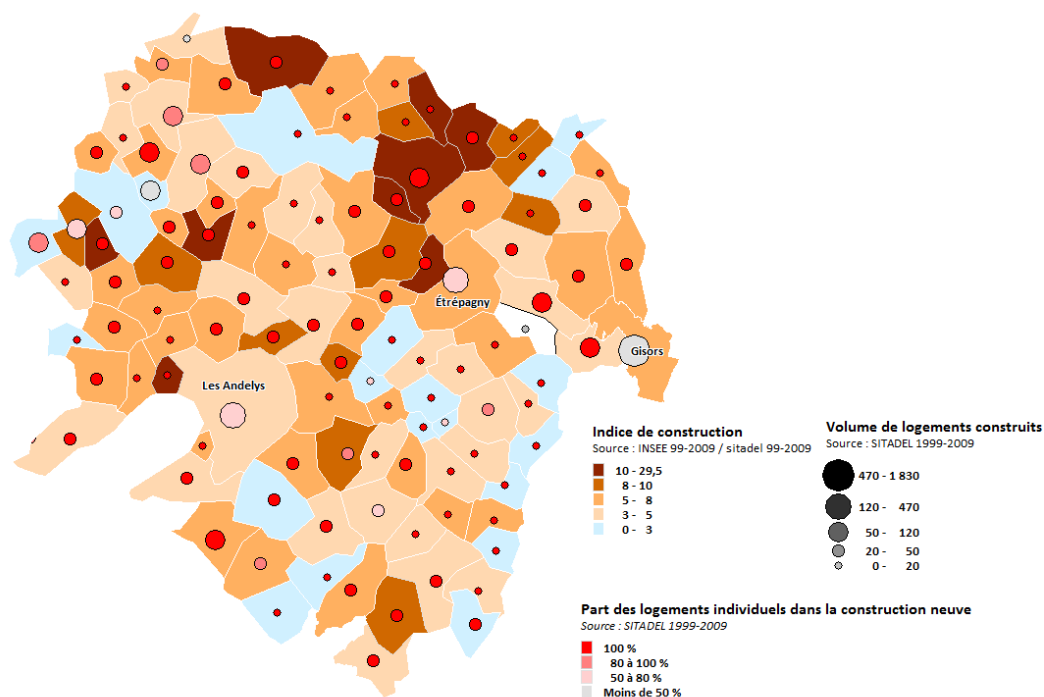 Étrépagny
Gisors
Les Andelys
Indice de construction
Source : INSEE 99-2009 / sitadel 99-2009
10 - 29,5
8 - 10
5 - 8
3 - 5
0 - 3
Volume de logements construits
Source : SITADEL 1999-2009
470 - 1 830
120 - 470
50 - 120
20 - 50
0 - 20
Part des logements individuels dans la construction neuve
Source : SITADEL 1999-2009
100 %
80 à 100 %
50 à 80 %
Moins de 50 %